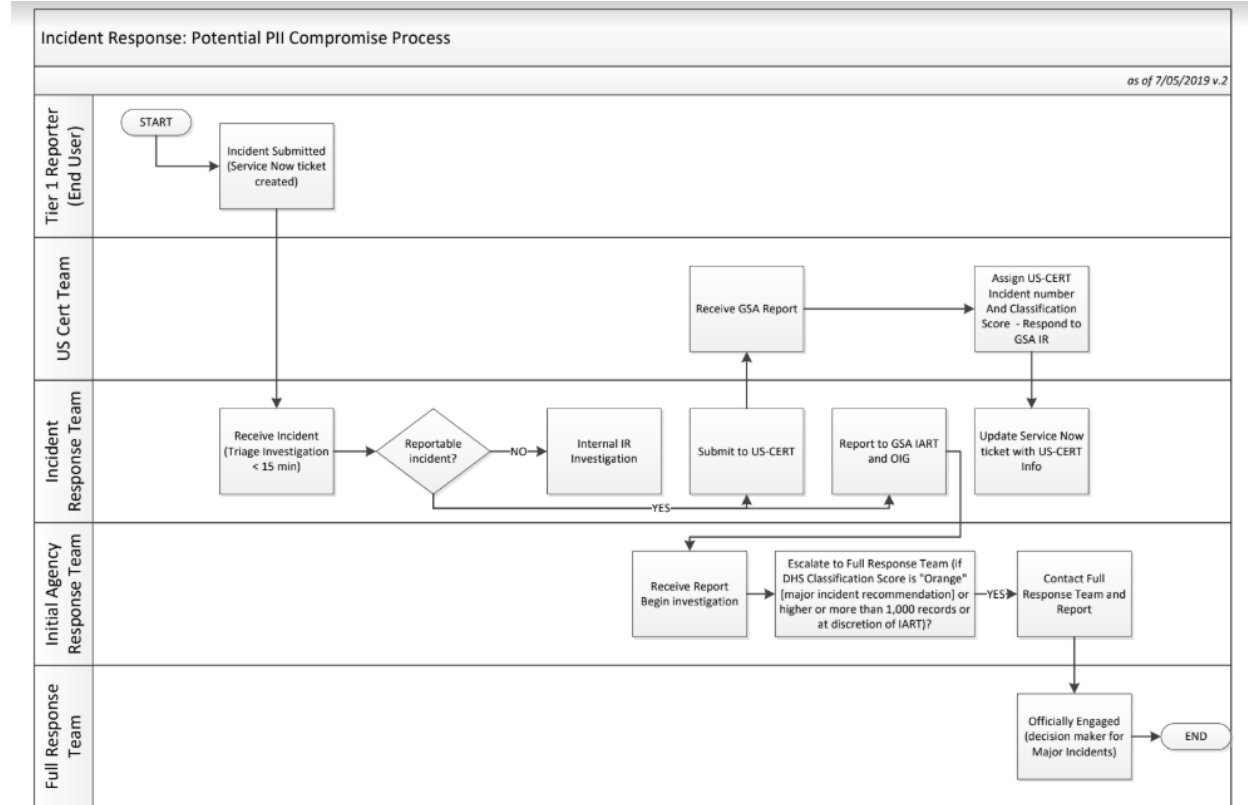 Incident Response: Potential PII Compromise Process
as of 7/05/2019 v.2
Tier 1 Reporter
(End User)
START
Incident Submitted
(Service Now ticket
created)
US Cert Team
Receive GSA Report
Assign US-CERT
Incident number
And Classification
Score - Respond to
GSA IR
Incident
Response Team
Receive Incident
(Triage Investigation
< 15 min)
Reportable
incident?
NO
Internal IR
Investigation
Submit to US-CERT
Report to GSA IART
and OIG
Update Service Now
ticket with US-CERT
Info
YES
Initial Agency
Response Team
Receive Report
Begin investigation
Escalate to Full Response Team (if
DHS Classification Score is "Orange"
[major incident recommendation] or
higher or more than 1,000 records or
at discretion of IART)?
YES
Contact Full
Response Team and
Report
Full Response
Team
Officially Engaged
(decision maker for
Major Incidents)
END